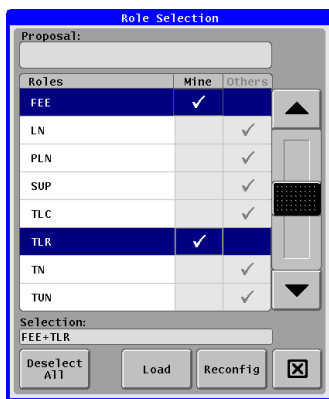 Role Selection
Proposal:
Roles Mine Others
FEE ✓
LN ✓
PLN ✓
SUP ✓
TLC ✓
TLR ✓
TN ✓
TUN ✓
Selection:
FEE+TLR
Deselect
All
Load
Reconfig